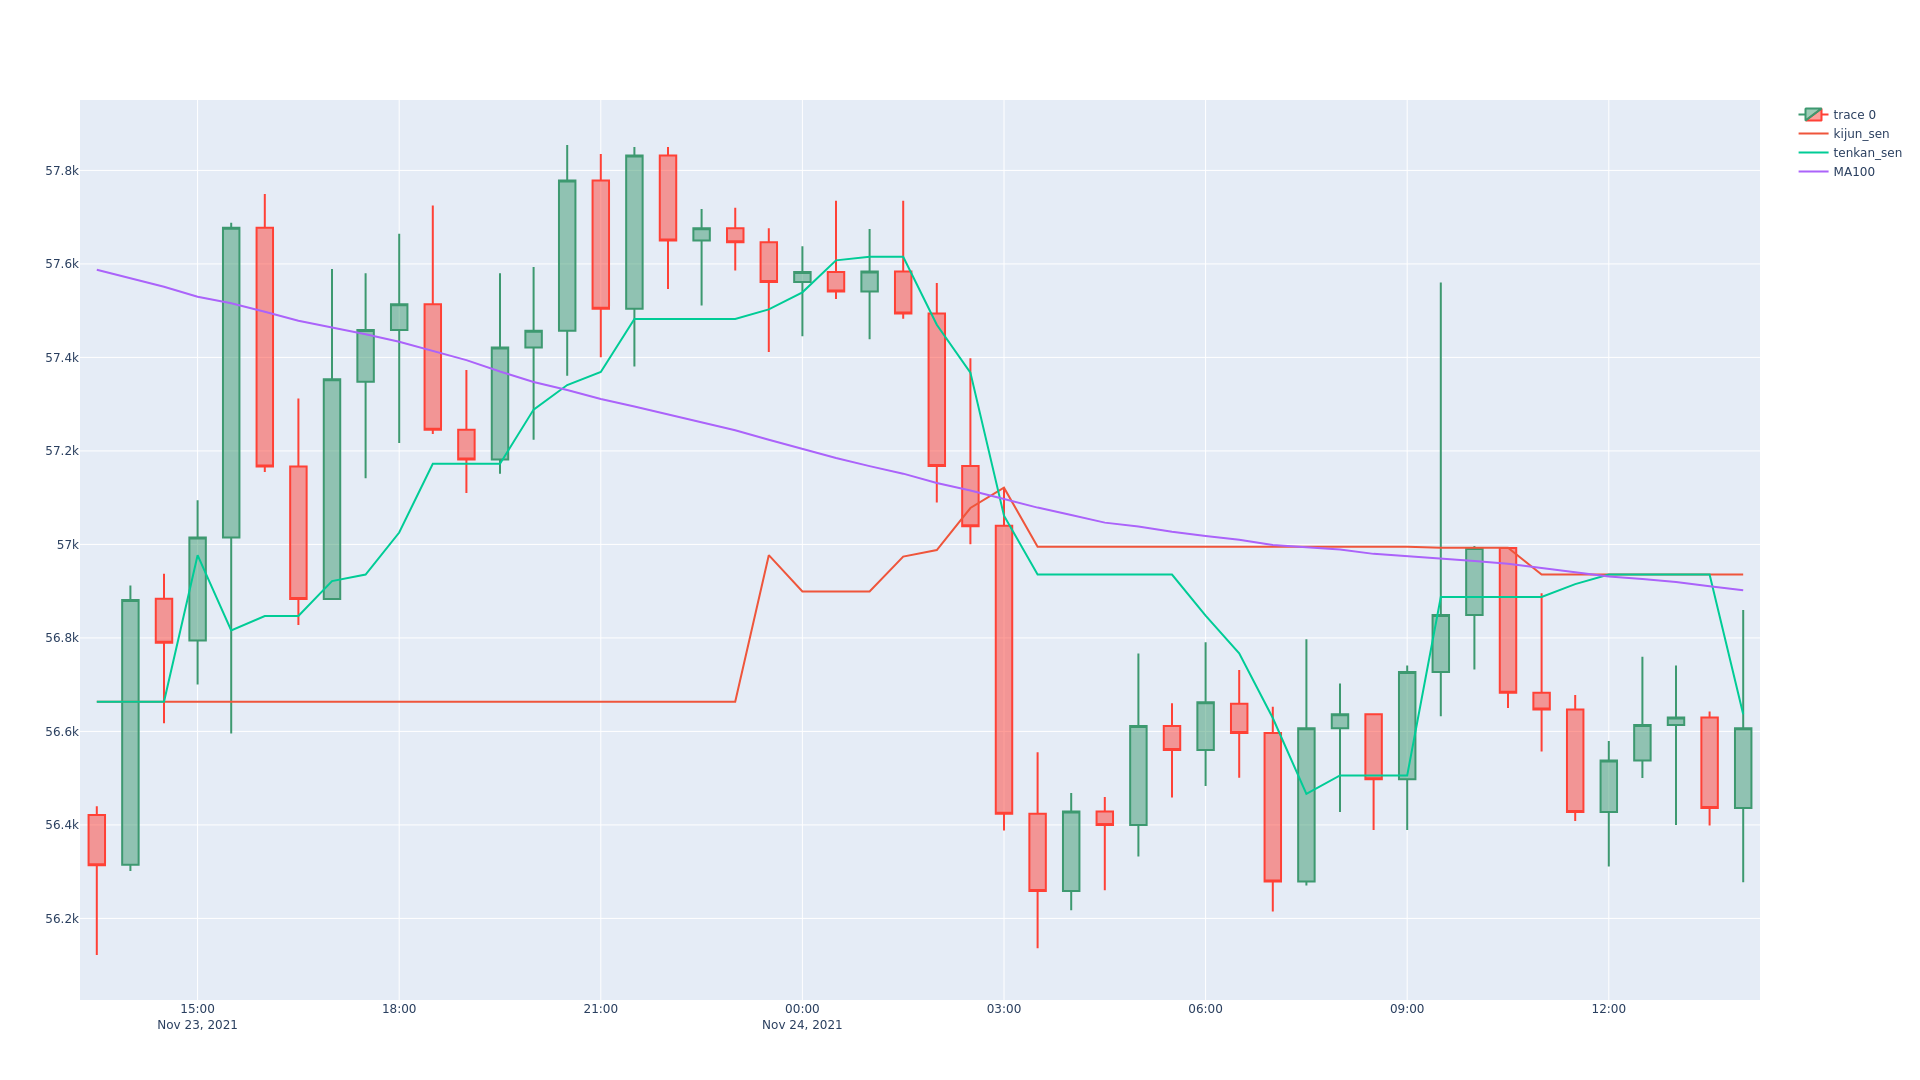 57.8k
57.6k
57.4k
57.2k
57k
56.8k
56.6k
56.4k
56.2k
15:00
Nov 23, 2021
18:00
21:00
00:00
Nov 24, 2021
03:00
06:00
09:00
12:00
trace 0
kijun_sen
tenkan_sen
MA100